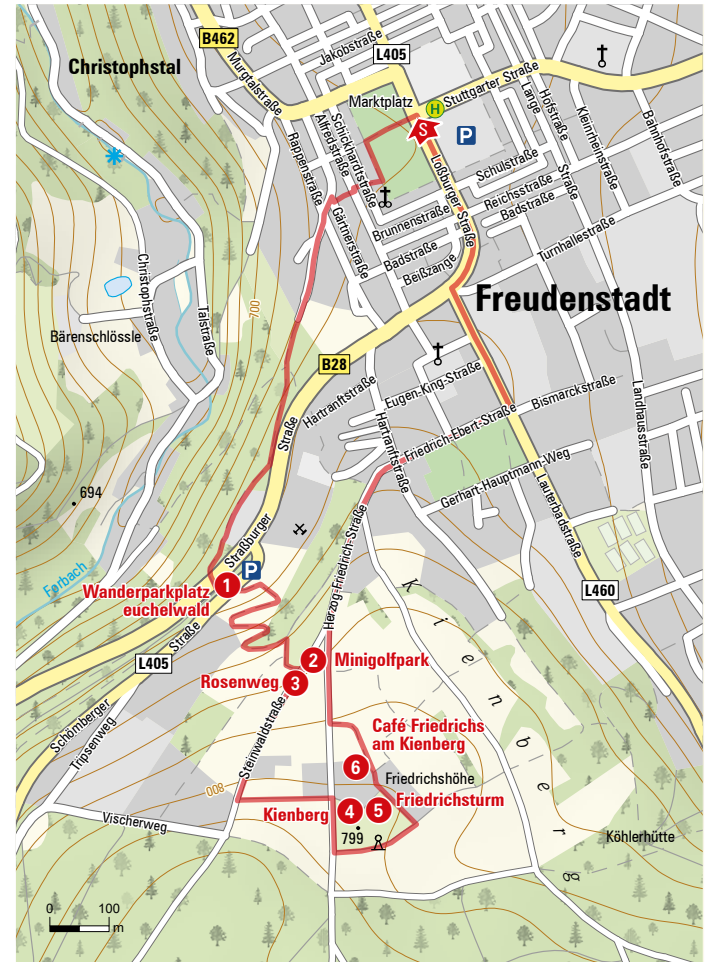 Christophstal
B462
Murgtalstraße
Jakobstraße
L405
Marktplatz
H
Stuttgarter Straße
S
P
Rappenstraße
Alfredstraße
Schickhardtstraße
Gärtnerstraße
Brunnenstraße
Badstraße
Beißzange
Loßburger Straße
Schulstraße
Reichsstraße
Badstraße
Lange
Straße
Hofstraße
Kleinrheinstraße
Bahnhofstraße
Turnhallestraße
Freudenstadt
Christophstraße
Talstraße
700
Bärenschlössle
B28
Straßburger
Straße
Hartranftstraße
Eugen-King-Straße
Hartranftstraße
Friedrich-Ebert-Straße
Bismarckstraße
Landhausstraße
Gerhart-Hauptmann-Weg
Lauterbadstraße
694
Forbach
P
1
Wanderparkplatz
euchelwald
Herzog-Friedrich-Straße
Kienberg
L460
L405
Schömberger
Straße
Tripsenweg
2
Minigolfpark
Rosenweg
3
Steinwaldstraße
Café Friedrichs
am Kienberg
6
Friedrichshöhe
800
Kienberg
4
5
Friedrichsturm
799
Vischerweg
Köhlerhütte
0 100
m